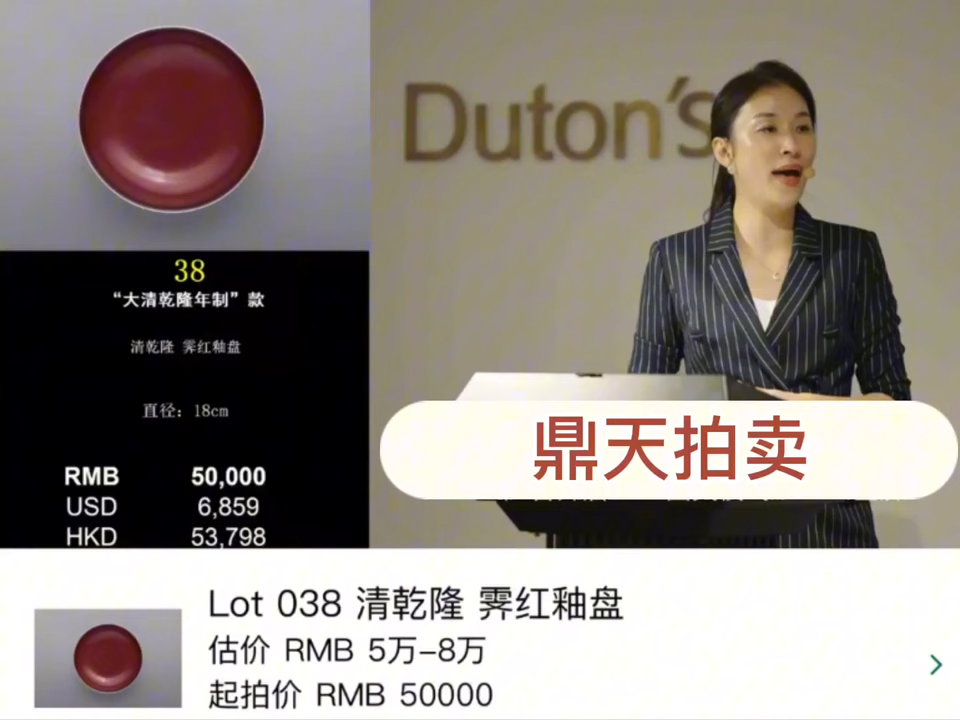 Duton's
38
“大清乾隆年制”款
清乾隆 霁红釉盘
直径：18cm
RMB 50,000
USD 6,859
HKD 53,798
鼎天拍卖
Lot 038 清乾隆 霁红釉盘
估价 RMB 5万-8万
起拍价 RMB 50000